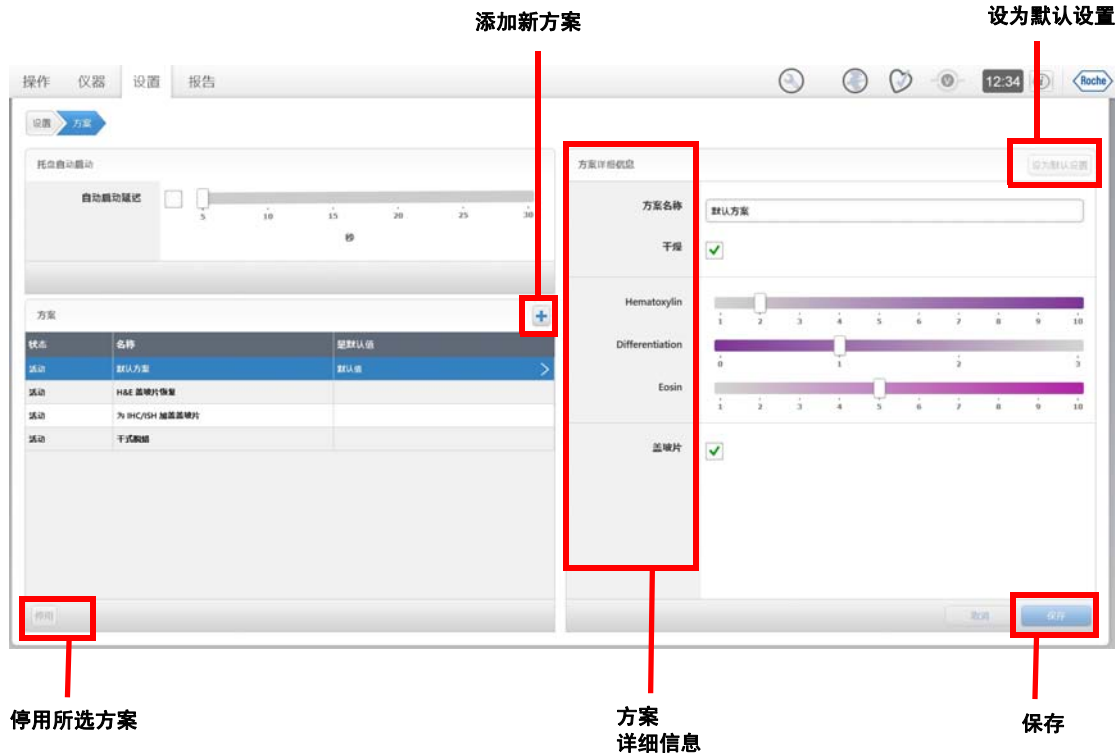 添加新方案
设为默认设置
操作 仪器 设置 报告
12:34
Roche
设置 方案
托盘自动启动
自动启动延迟
5 10 15 20 25 30
秒
方案
状态 名称 是默认值
活动 默认方案 默认值
活动 H&E 盖玻片恢复
活动 为 IHC/ISH 加盖盖玻片
活动 干式脱蜡
停用
方案详细信息
设为默认设置
方案名称 默认方案
干燥
Hematoxylin
1 2 3 4 5 6 7 8 9 10
Differentiation
0 1 2 3
Eosin
1 2 3 4 5 6 7 8 9 10
盖玻片
取消 保存
停用所选方案
方案
详细信息
保存